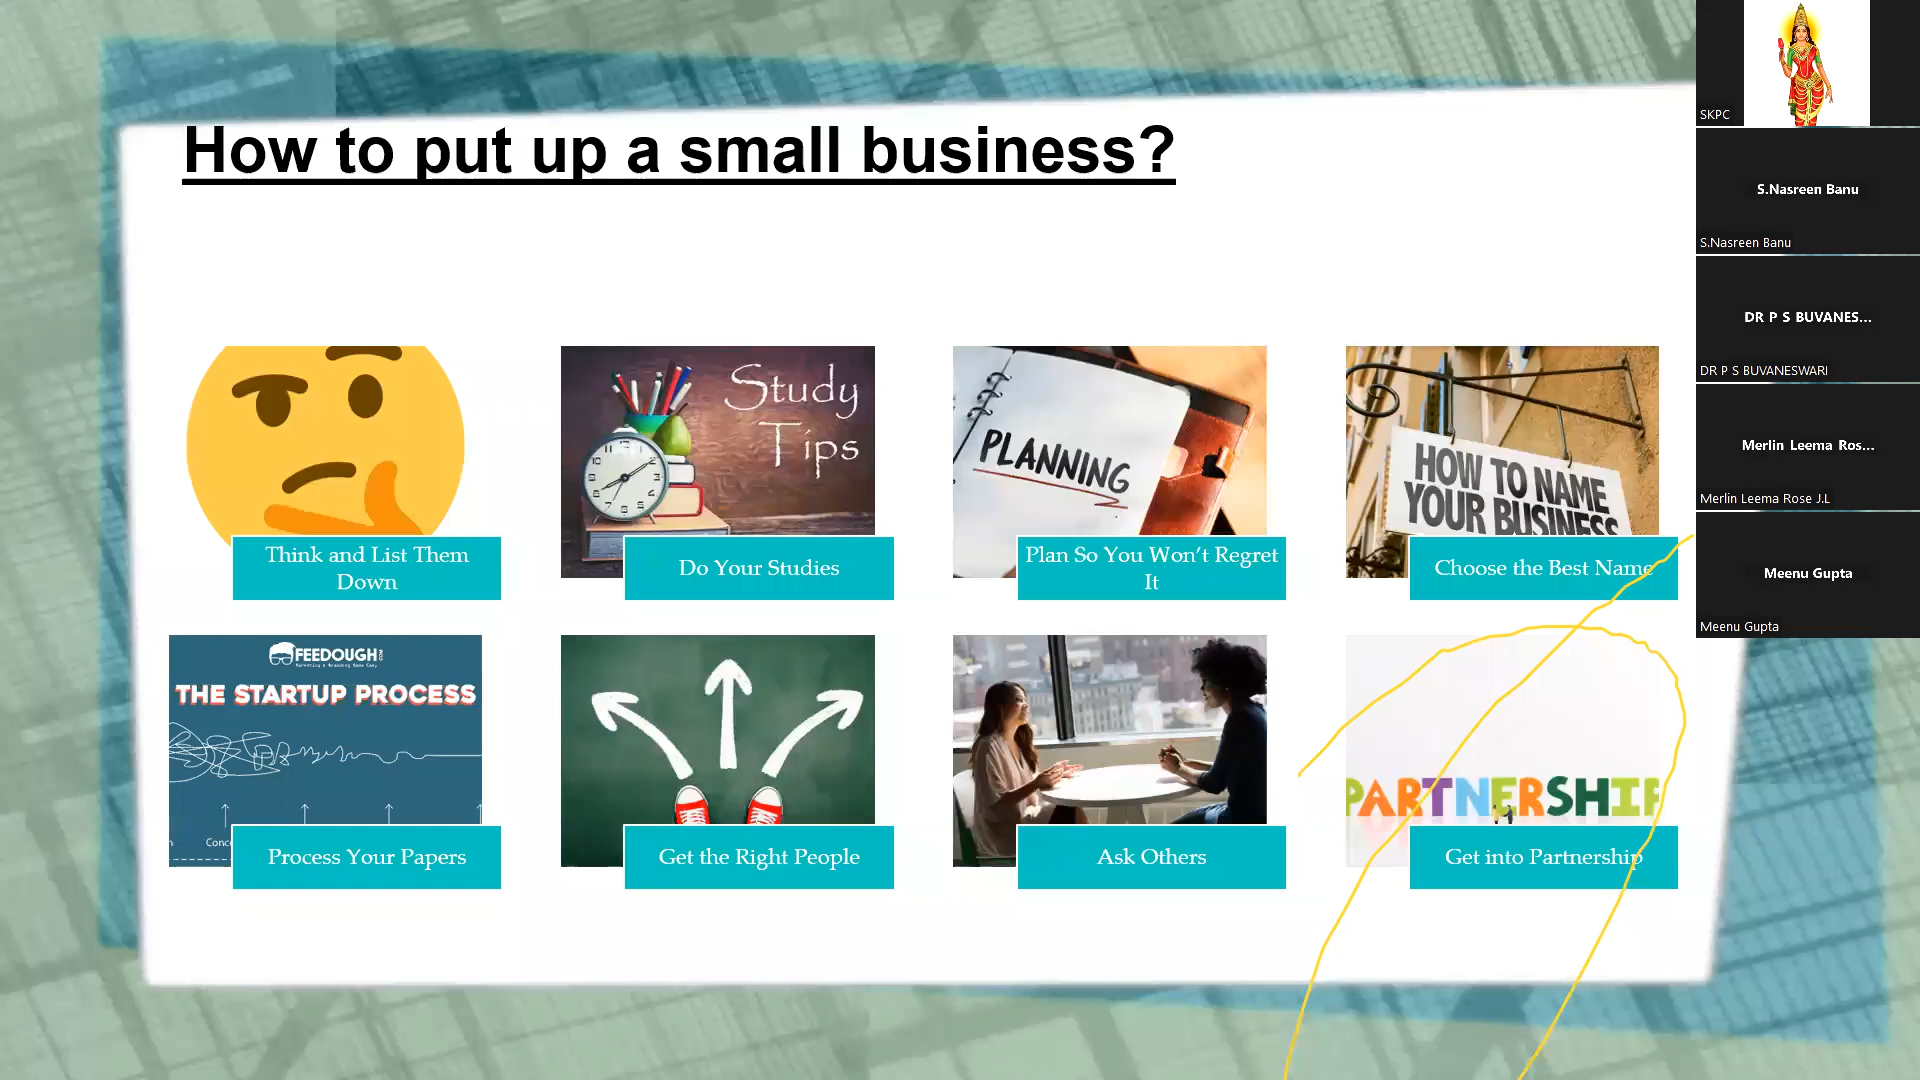 How to put up a small business?
Study
Tips
PLANNING
HOW TO NAME
YOUR BUSINESS
Think and List Them
Down
Do Your Studies
Plan So You Won’t Regret
It
Choose the Best Name
FEEDOUGH
THE STARTUP PROCESS
PARTNERSHIP
Process Your Papers
Get the Right People
Ask Others
Get into Partnership
SKPC
S.Nasreen Banu
S.Nasreen Banu
DR P S BUVANES...
DR P S BUVANESWARI
Merlin Leema Ros...
Merlin Leema Rose J.L
Meenu Gupta
Meenu Gupta